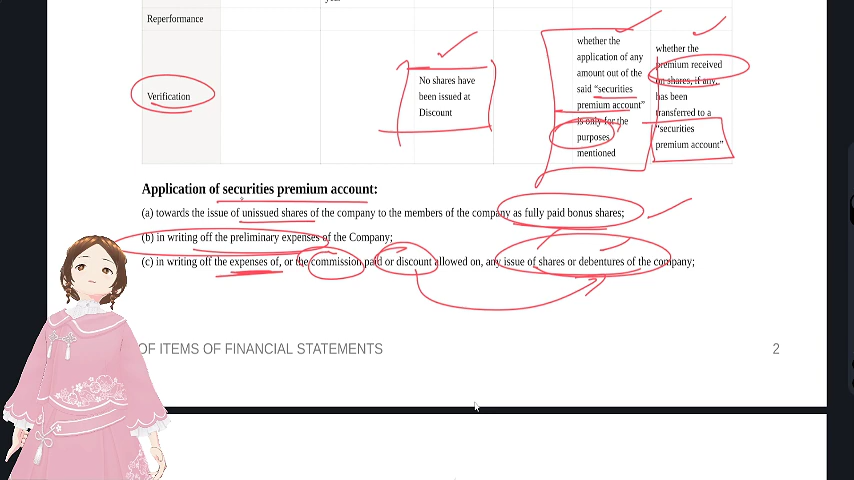 Reperformance
Verification
No shares have
been issued at
Discount
whether the
application of any
amount out of the
said “securities
premium account”
is only for the
purposes
mentioned
whether the
premium received
on shares, if any,
has been
transferred to a
“securities
premium account”
Application of securities premium account:
(a) towards the issue of unissued shares of the company to the members of the company as fully paid bonus shares;
(b) in writing off the preliminary expenses of the Company;
(c) in writing off the expenses of, or the commission paid or discount allowed on, any issue of shares or debentures of the company;
OF ITEMS OF FINANCIAL STATEMENTS
2